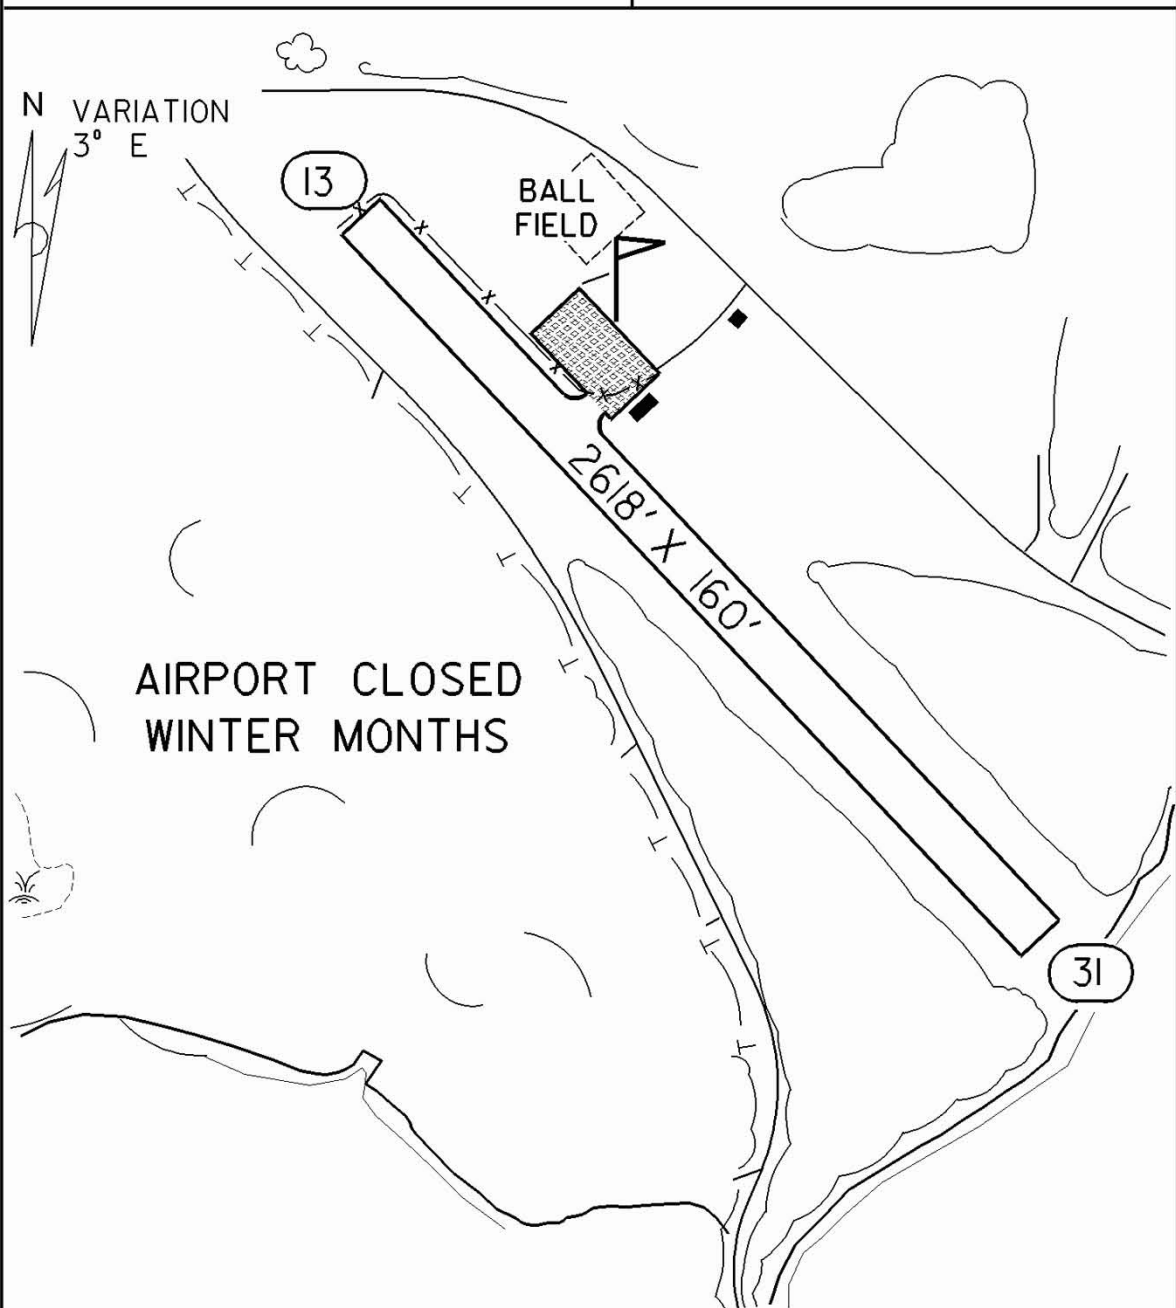 N VARIATION
3° E
13
BALL
FIELD
2618' X 160'
AIRPORT CLOSED
WINTER MONTHS
31